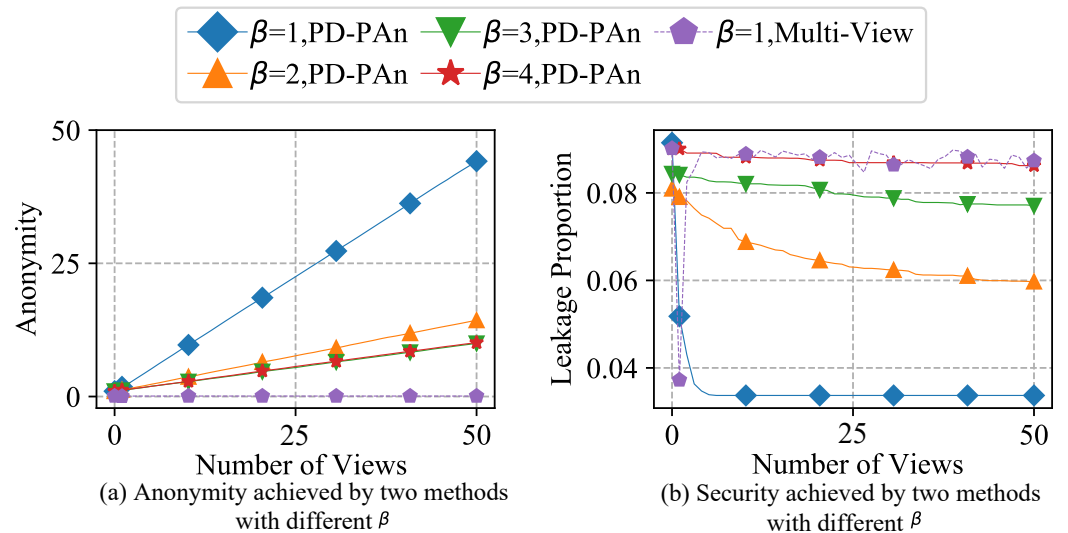 β=1,PD-PAn β=3,PD-PAn β=1,Multi-View
β=2,PD-PAn β=4,PD-PAn
50
25
0
Anonymity
0 25 50
Number of Views
(a) Anonymity achieved by two methods
with different β
0.08
0.06
0.04
Leakage Proportion
0 25 50
Number of Views
(b) Security achieved by two methods
with different β